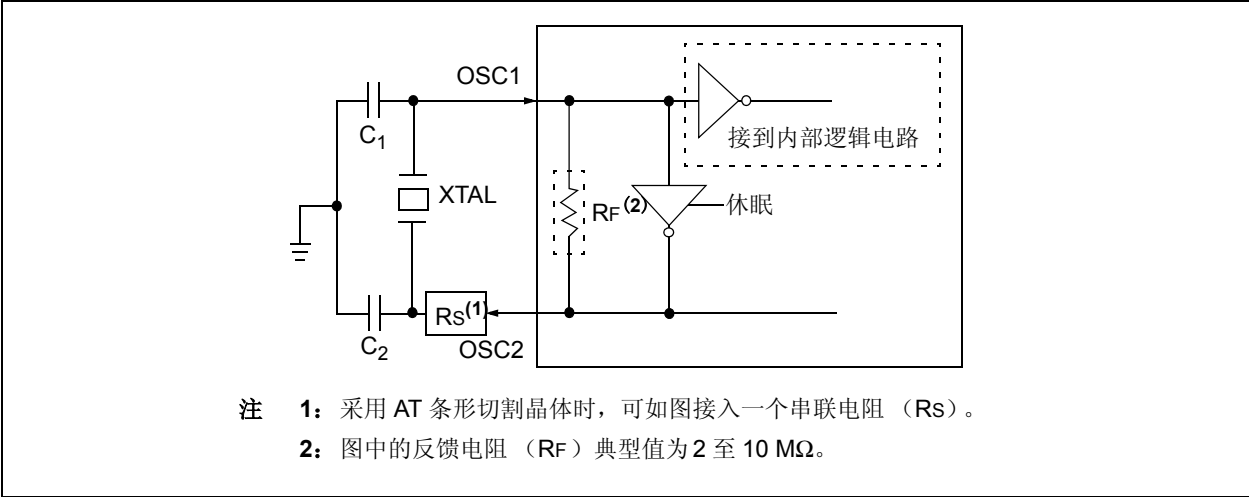 OSC1
C1
接到内部逻辑电路
XTAL
RF(2)
休眠
RS(1)
C2
OSC2
注 1：采用 AT 条形切割晶体时，可如图接入一个串联电阻 （RS）。
2：图中的反馈电阻 （RF）典型值为 2 至 10 MΩ。